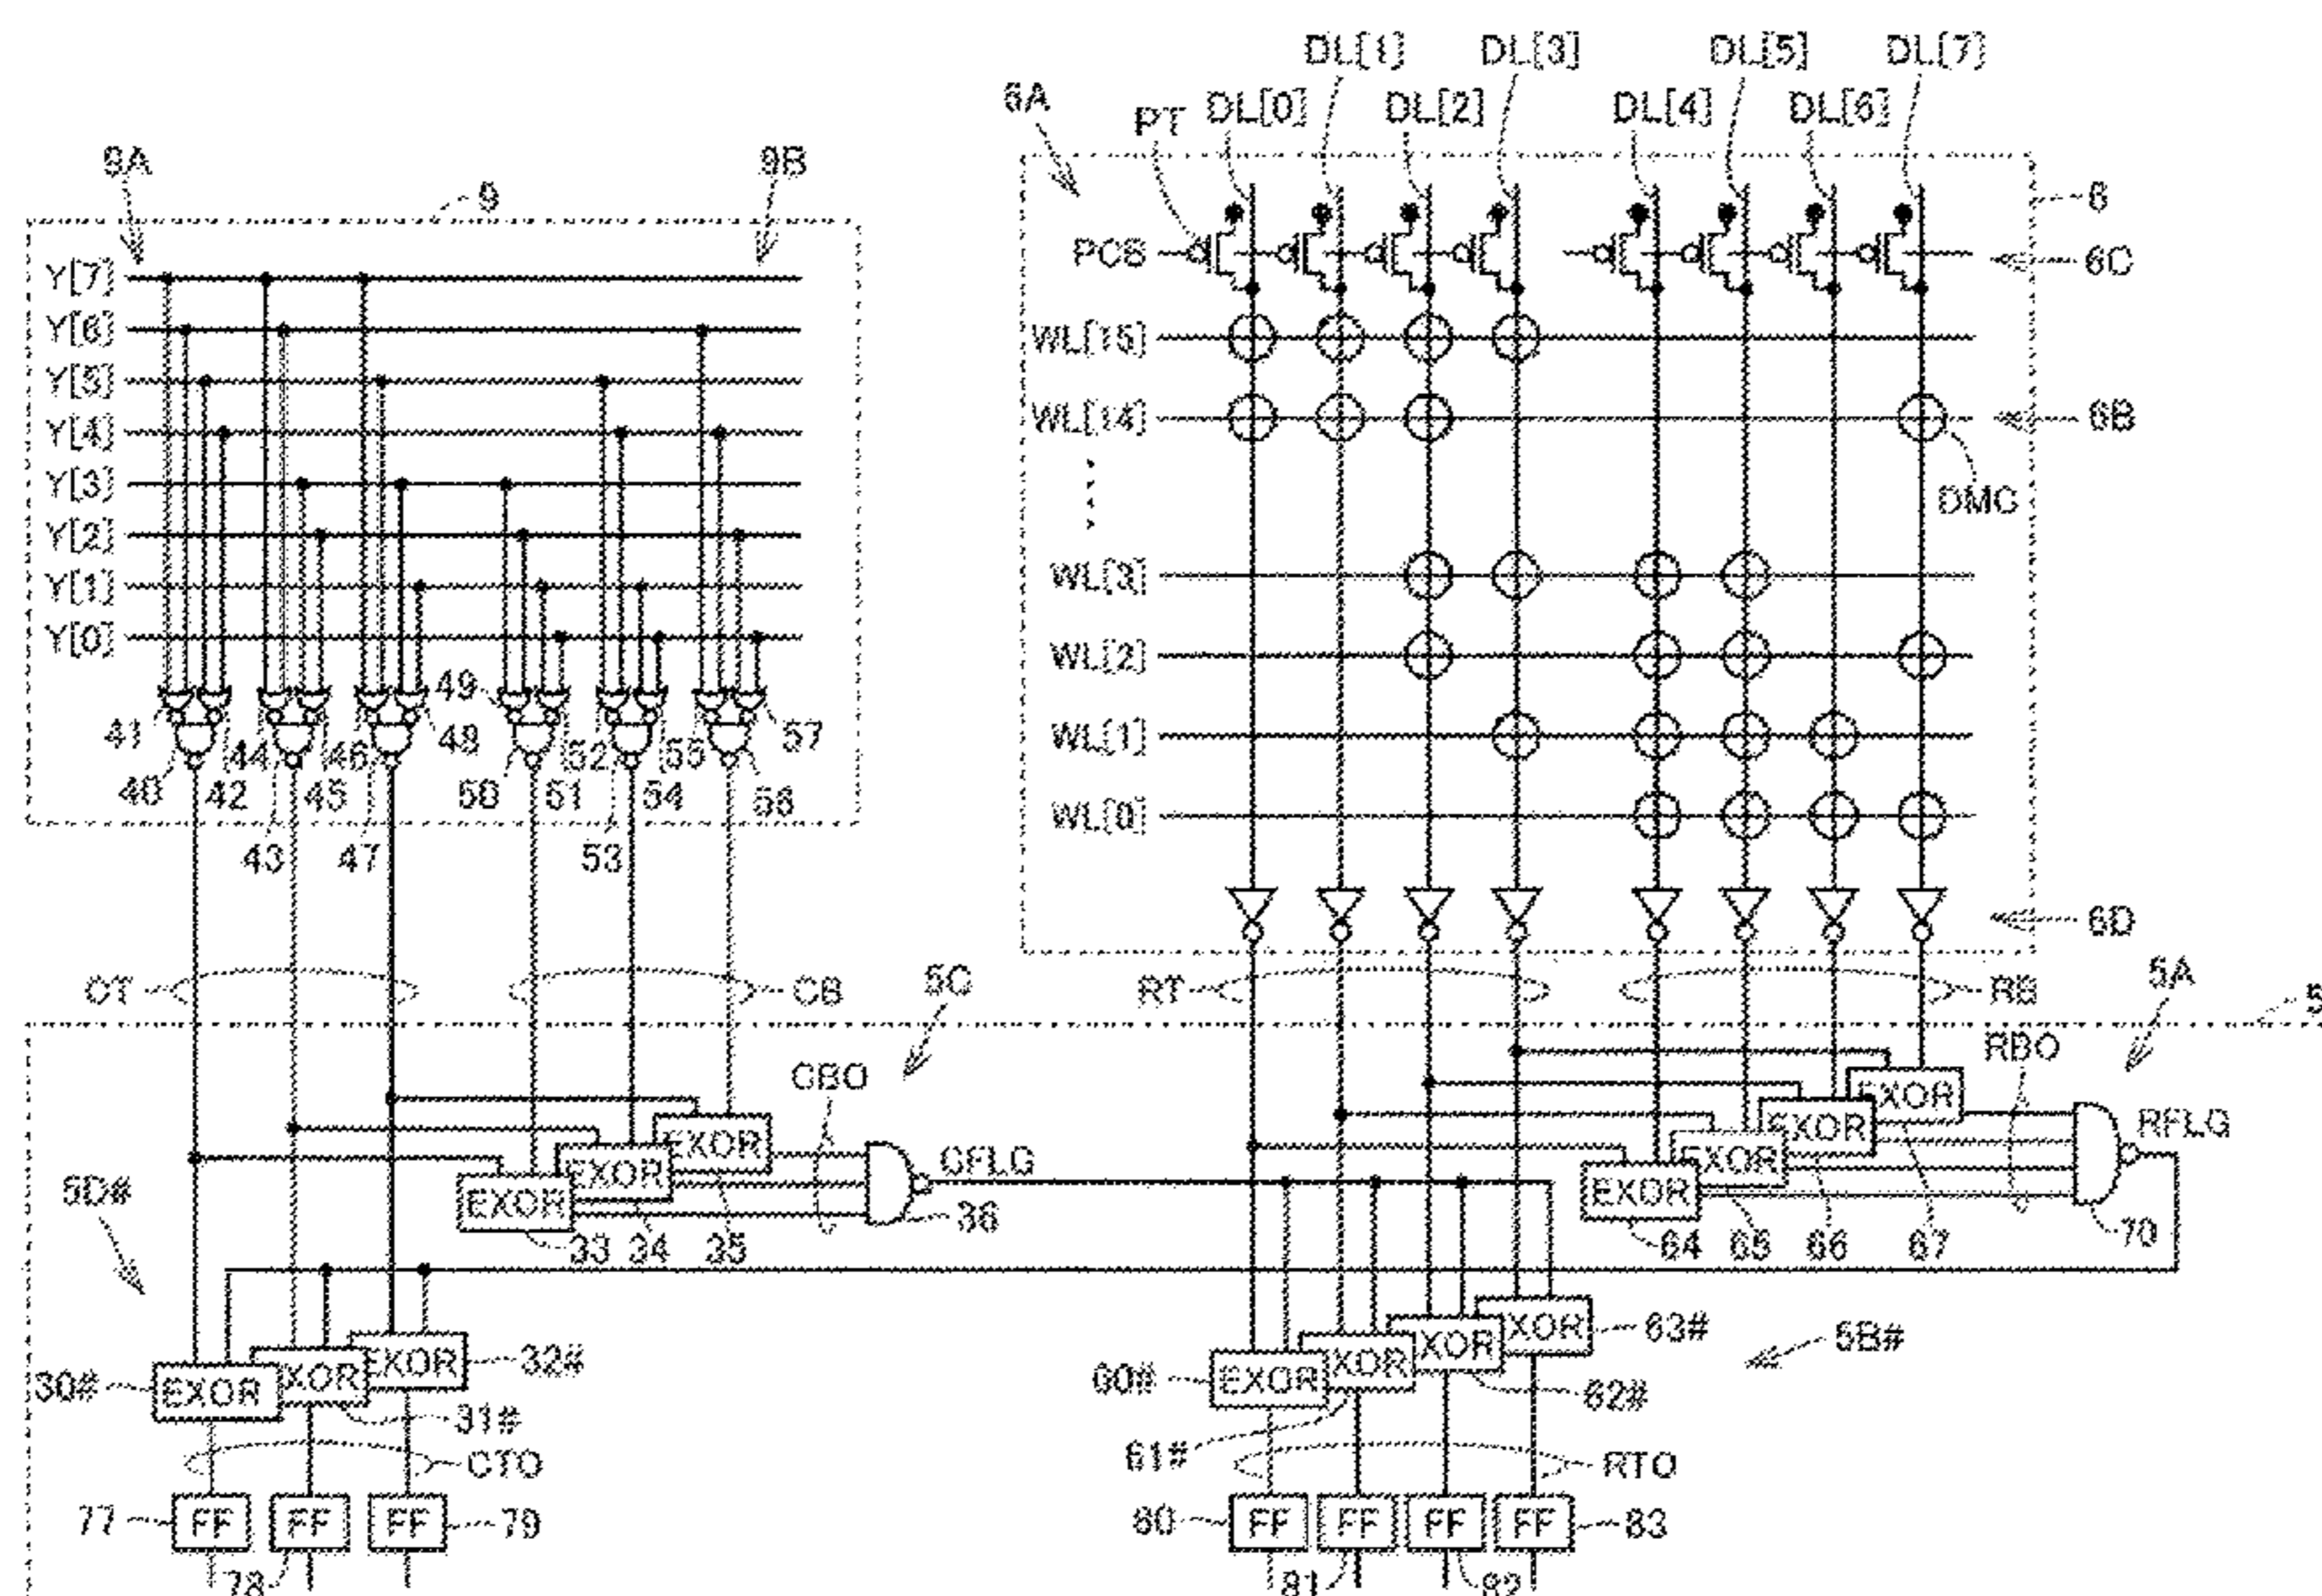 DL[1] DL[3] DL[5] DL[7]
6A PT DL[0] DL[2] DL[4] DL[6]
9A 9 9B
6
PCS 6C
Y[7]
Y[6]
Y[5]
Y[4]
Y[3]
Y[2]
Y[1]
Y[0]
WL[15]
WL[14] 6B
DMC
WL[3]
WL[2]
WL[1]
WL[0]
49
41 44 46 48 52 55 57
40 42 45 50 51 54 56
43 47 53
6D
CT CB 5C RT RB 5A 5
CBO RBO
EXOR EXOR EXOR CFLG
33 34 35 36
EXOR EXOR EXOR EXOR RFLG
64 65 66 67 70
5D#
30# EXOR XOR EXOR 32#
31#
60# EXOR XOR XOR XOR 63# 5B#
61# 62#
CTO RTO
77 FF FF FF 79
78
80 FF FF FF FF 83
81 82